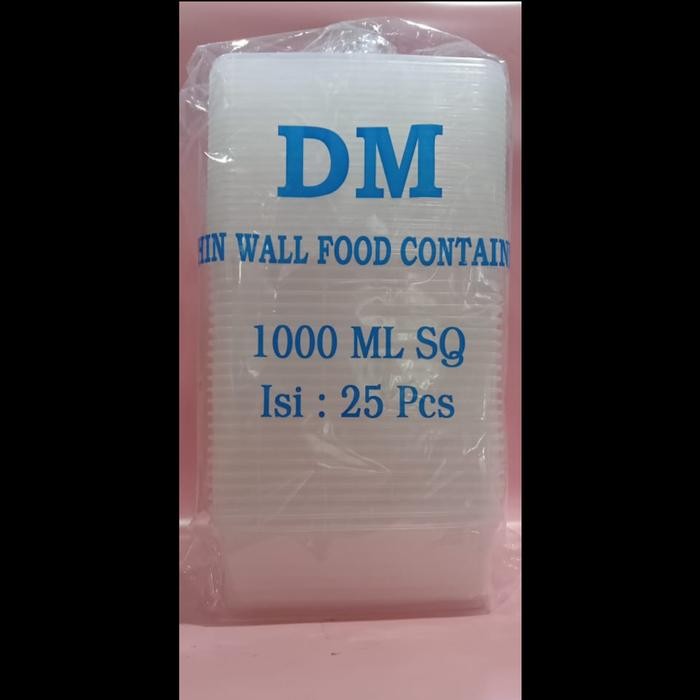 DM
HIN WALL FOOD CONTAIN
1000 ML SQ
Isi : 25 Pcs